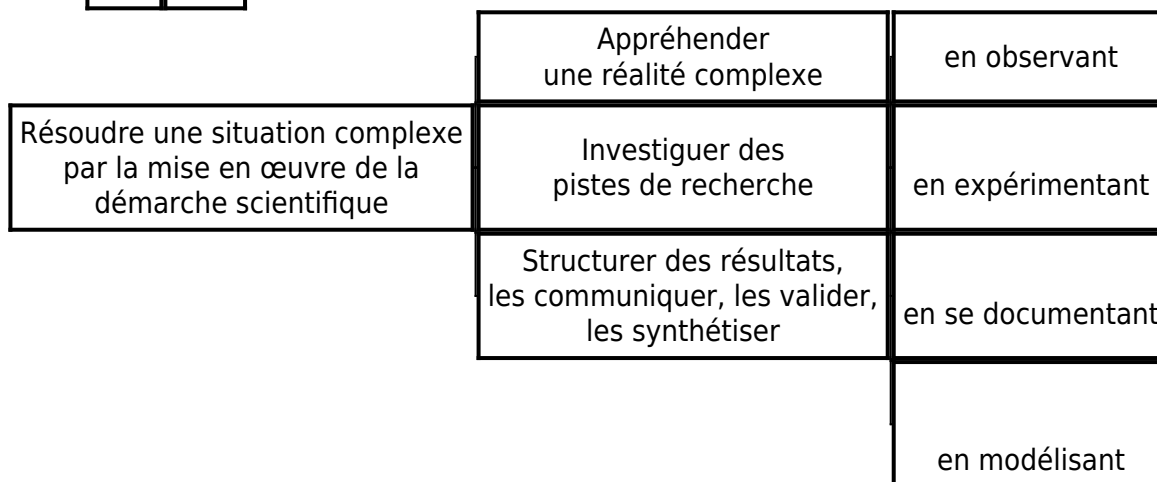 Appréhender
une réalité complexe
en observant
Résoudre une situation complexe
par la mise en œuvre de la
démarche scientifique
Investiguer des
pistes de recherche
en expérimentant
Structurer des résultats,
les communiquer, les valider,
les synthétiser
en se documentant
en modélisant